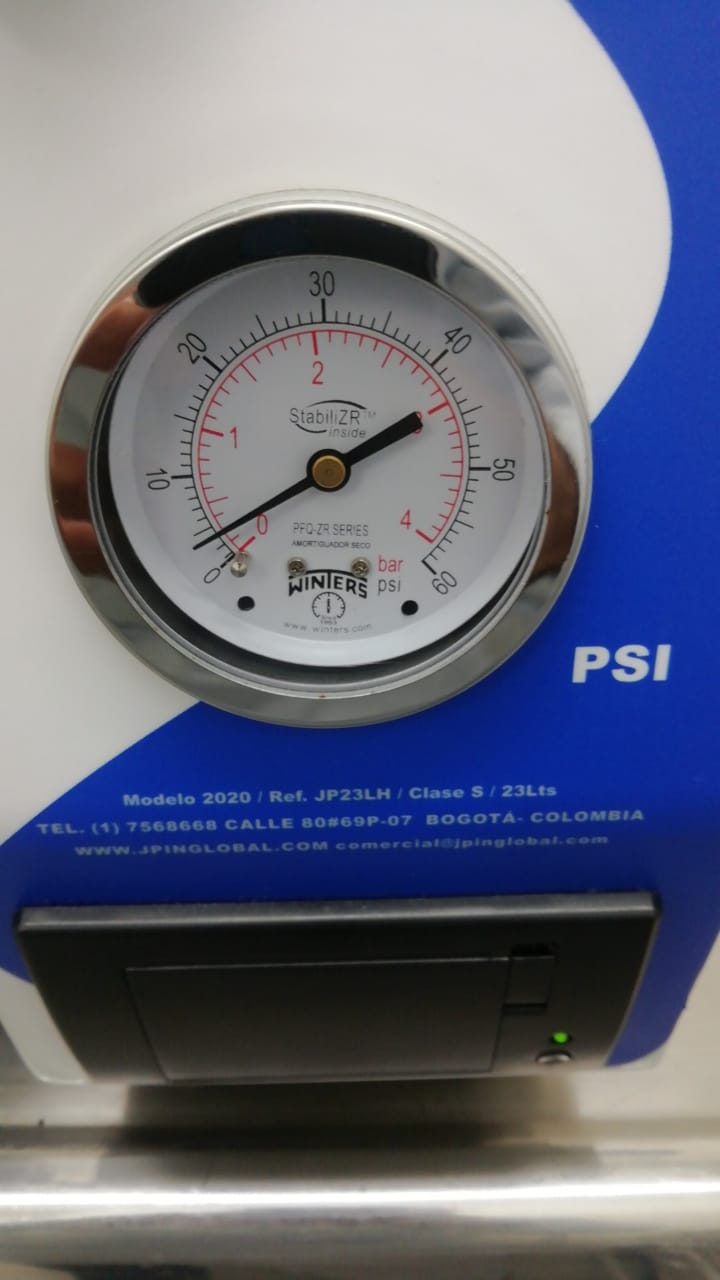 30
20
40
2
StabiliZR™
inside
1
10
50
0
4
PFQ-ZR SERIES
AMORTIGUADOR SECO
bar
0
WINTERS
psi
60
SINCE
1953
www.winters.com
PSI
Modelo 2020 / Ref. JP23LH / Clase S / 23Lts
TEL. (1) 7568668 CALLE 80#69P-07 BOGOTÁ- COLOMBIA
WWW.JPINGLOBAL.COM comercial@jpinglobal.com